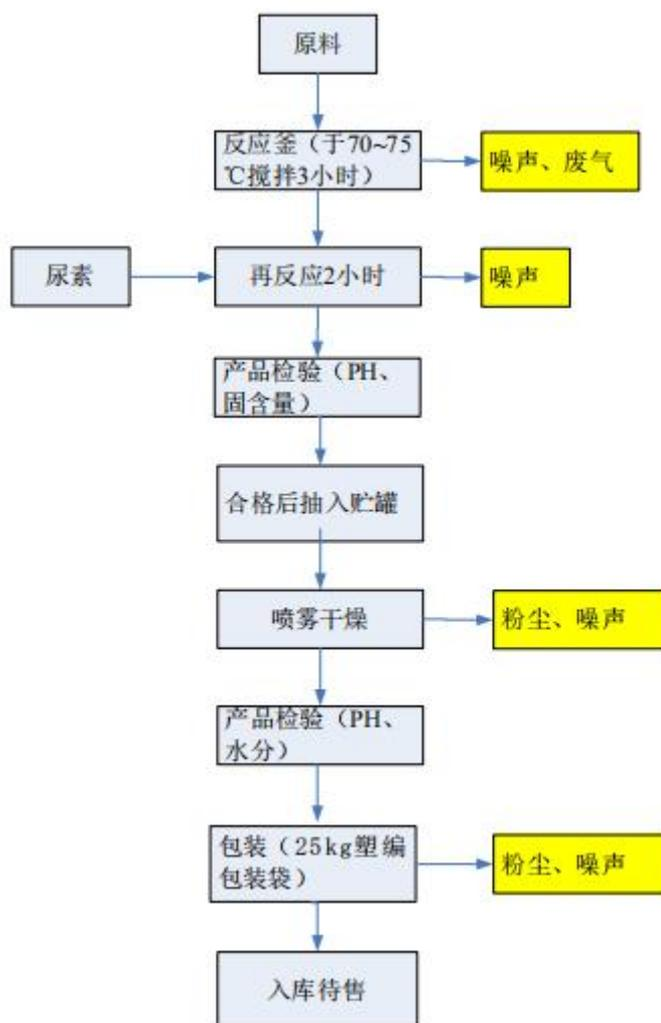 原料
反应釜（于70~75
℃搅拌3小时）
噪声、废气
尿素
再反应2小时
噪声
产品检验（PH、
固含量）
合格后抽入贮罐
喷雾干燥
粉尘、噪声
产品检验（PH、
水分）
包装（25kg塑编
包装袋）
粉尘、噪声
入库待售